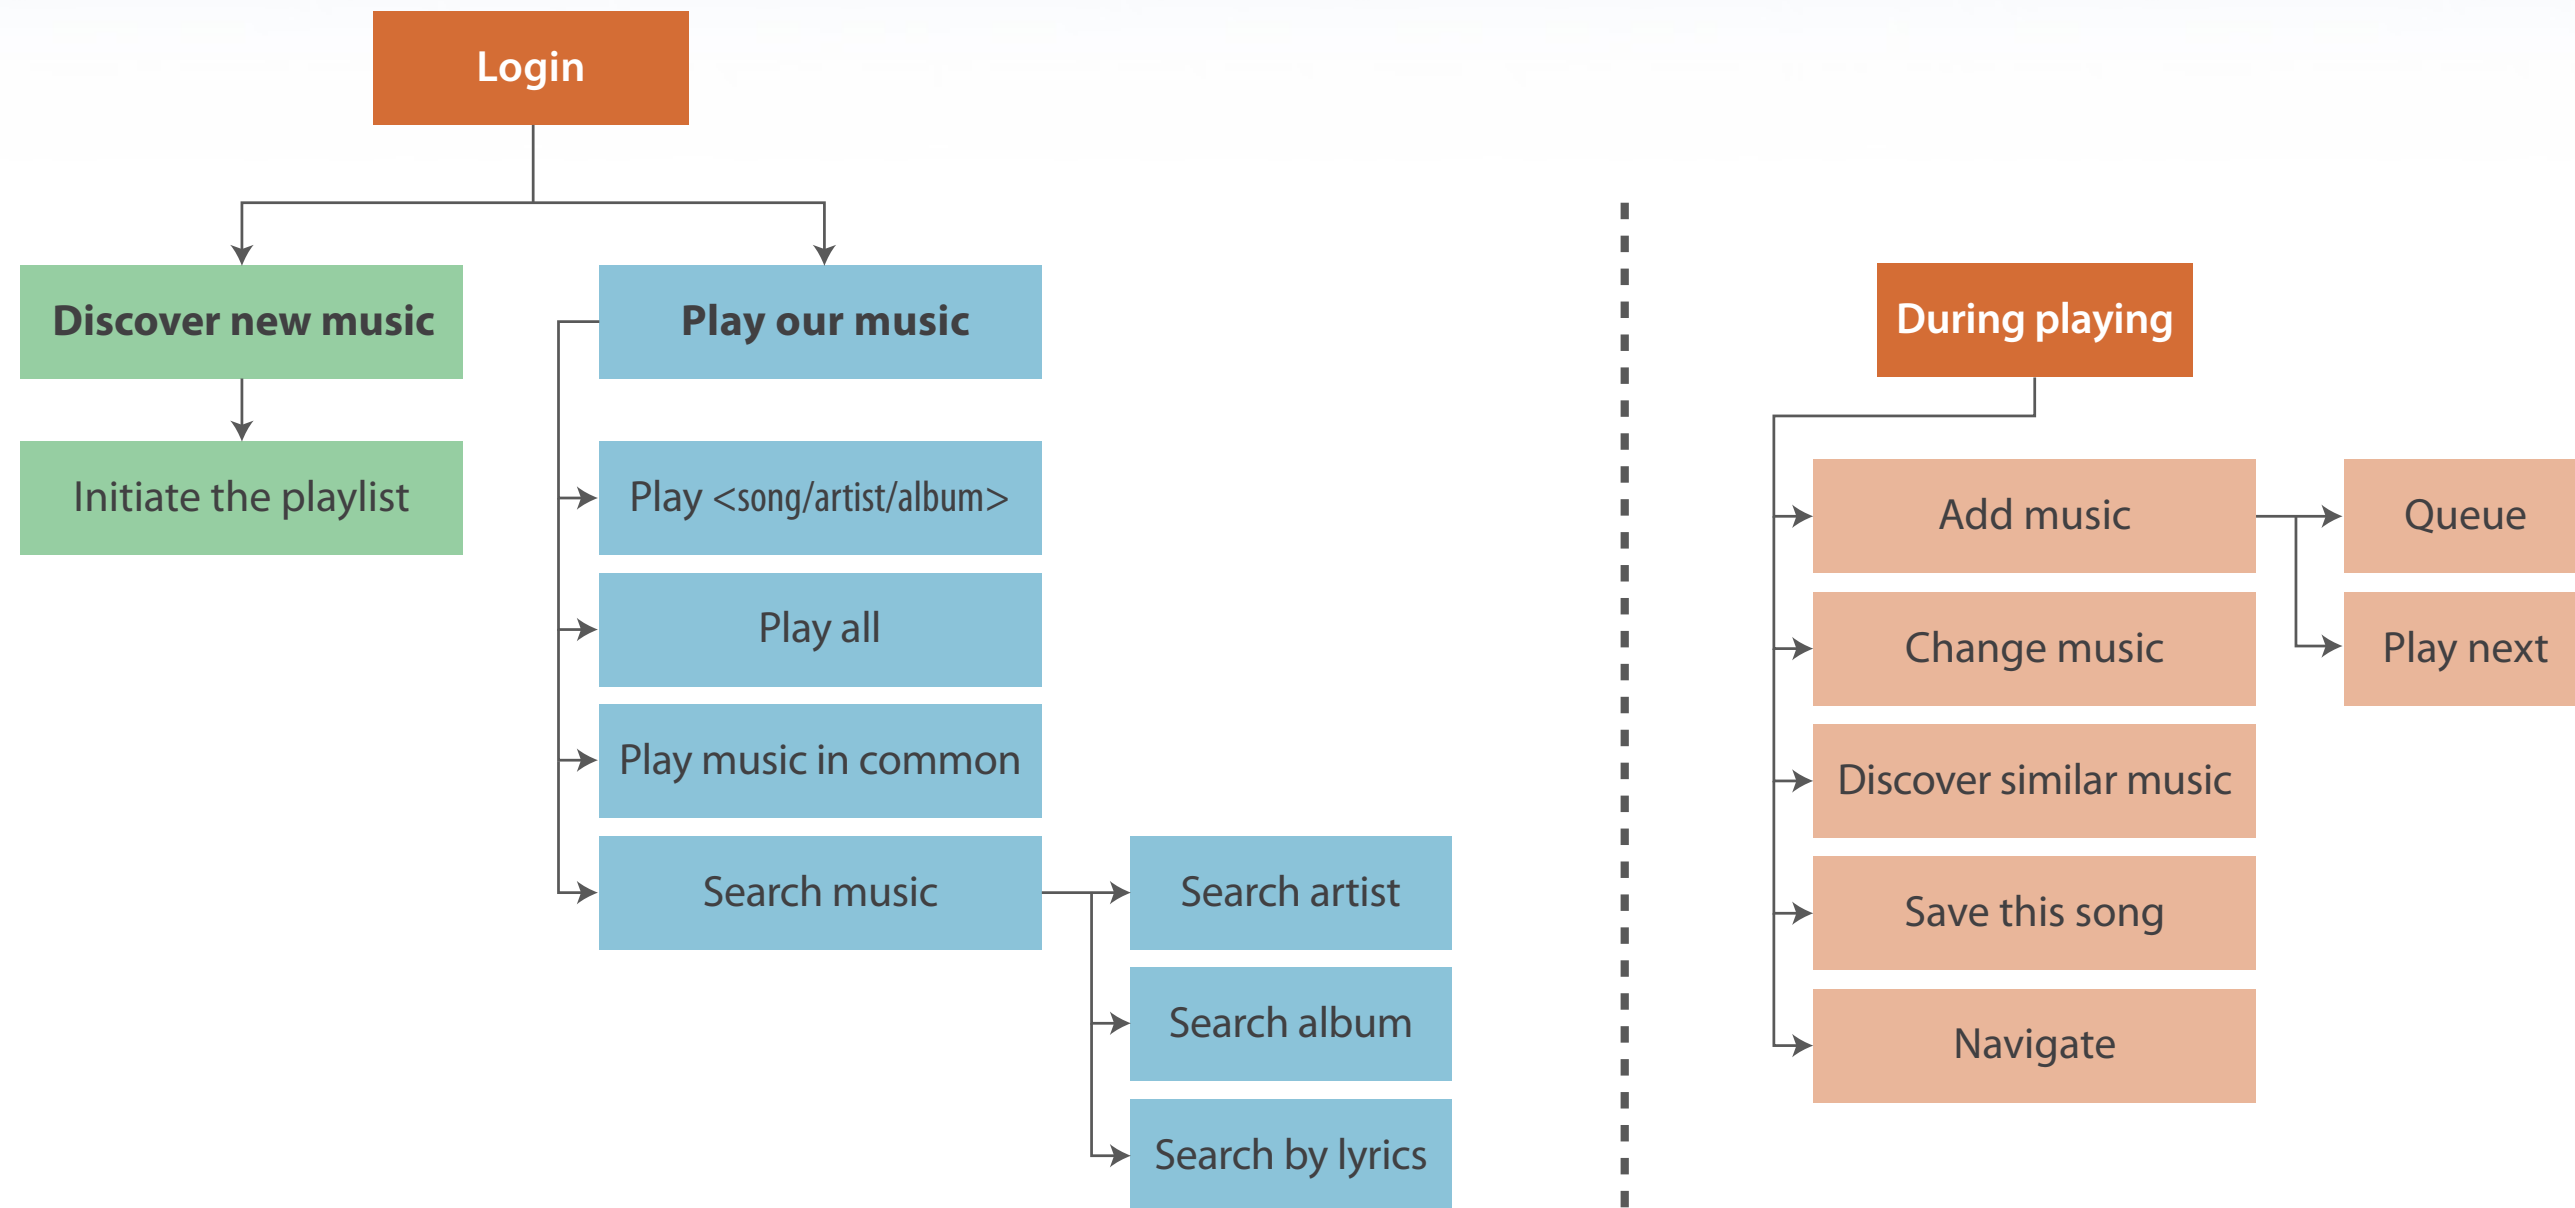 Login
Discover new music
Initiate the playlist
Play our music
Play <song/artist/album>
Play all
Play music in common
Search music
Search artist
Search album
Search by lyrics
During playing
Add music
Queue
Play next
Change music
Discover similar music
Save this song
Navigate